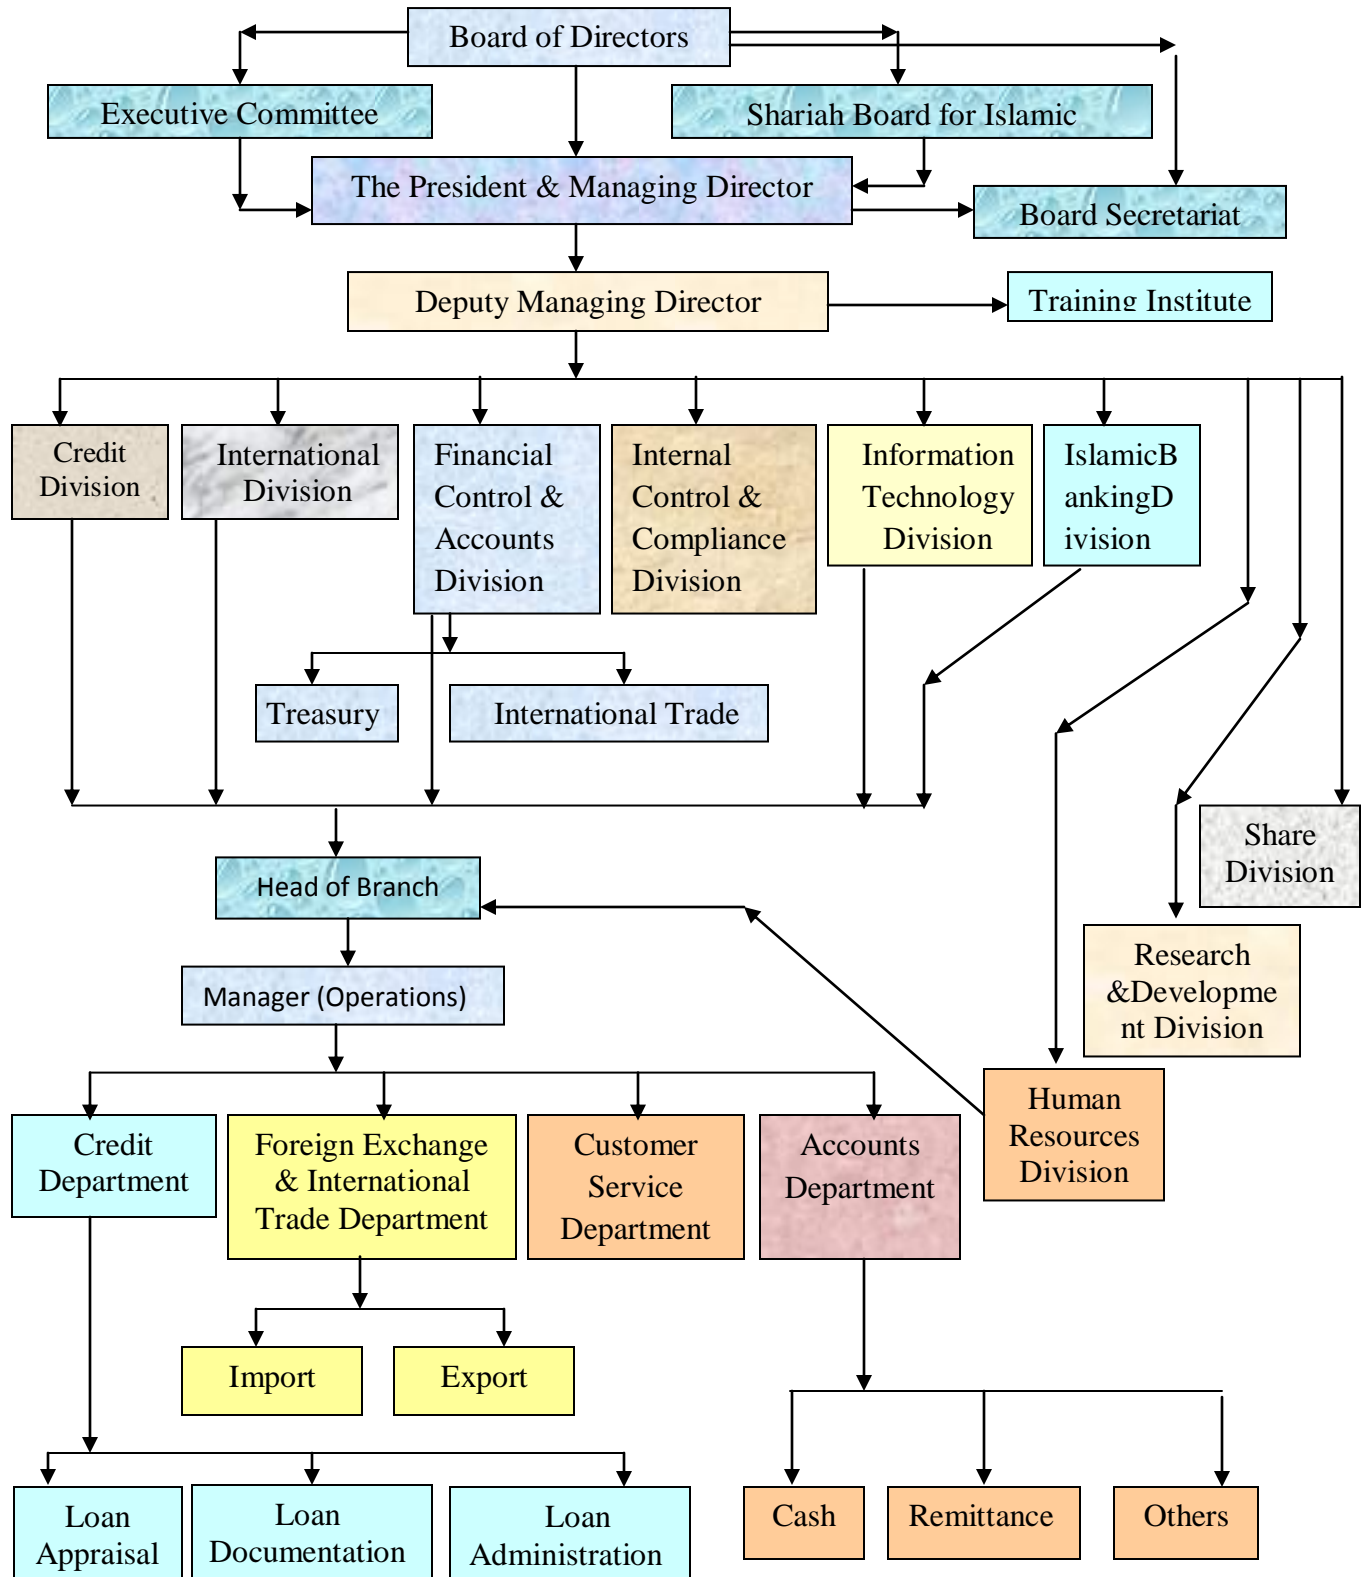 Board of Directors
Executive Committee
Shariah Board for Islamic
The President & Managing Director
Board Secretariat
Deputy Managing Director
Training Institute
Credit
Division
International
Division
Financial
Control &
Accounts
Division
Internal
Control &
Compliance
Division
Information
Technology
Division
IslamicB
ankingD
ivision
Treasury
International Trade
Share
Division
Head of Branch
Research
&Developme
nt Division
Manager (Operations)
Human
Resources
Division
Credit
Department
Foreign Exchange
& International
Trade Department
Customer
Service
Department
Accounts
Department
Import
Export
Loan
Appraisal
Loan
Documentation
Loan
Administration
Cash
Remittance
Others